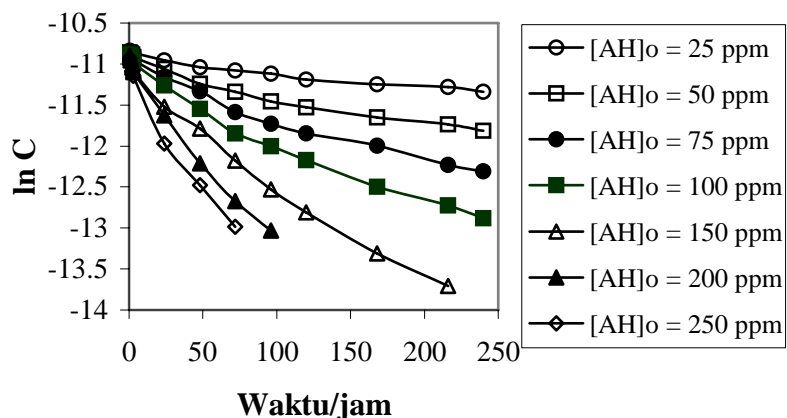 -10.5
-11
-11.5
-12
-12.5
-13
-13.5
-14
ln C
0
50
100
150
200
250
Waktu/jam
[AH]o = 25 ppm
[AH]o = 50 ppm
[AH]o = 75 ppm
[AH]o = 100 ppm
[AH]o = 150 ppm
[AH]o = 200 ppm
[AH]o = 250 ppm